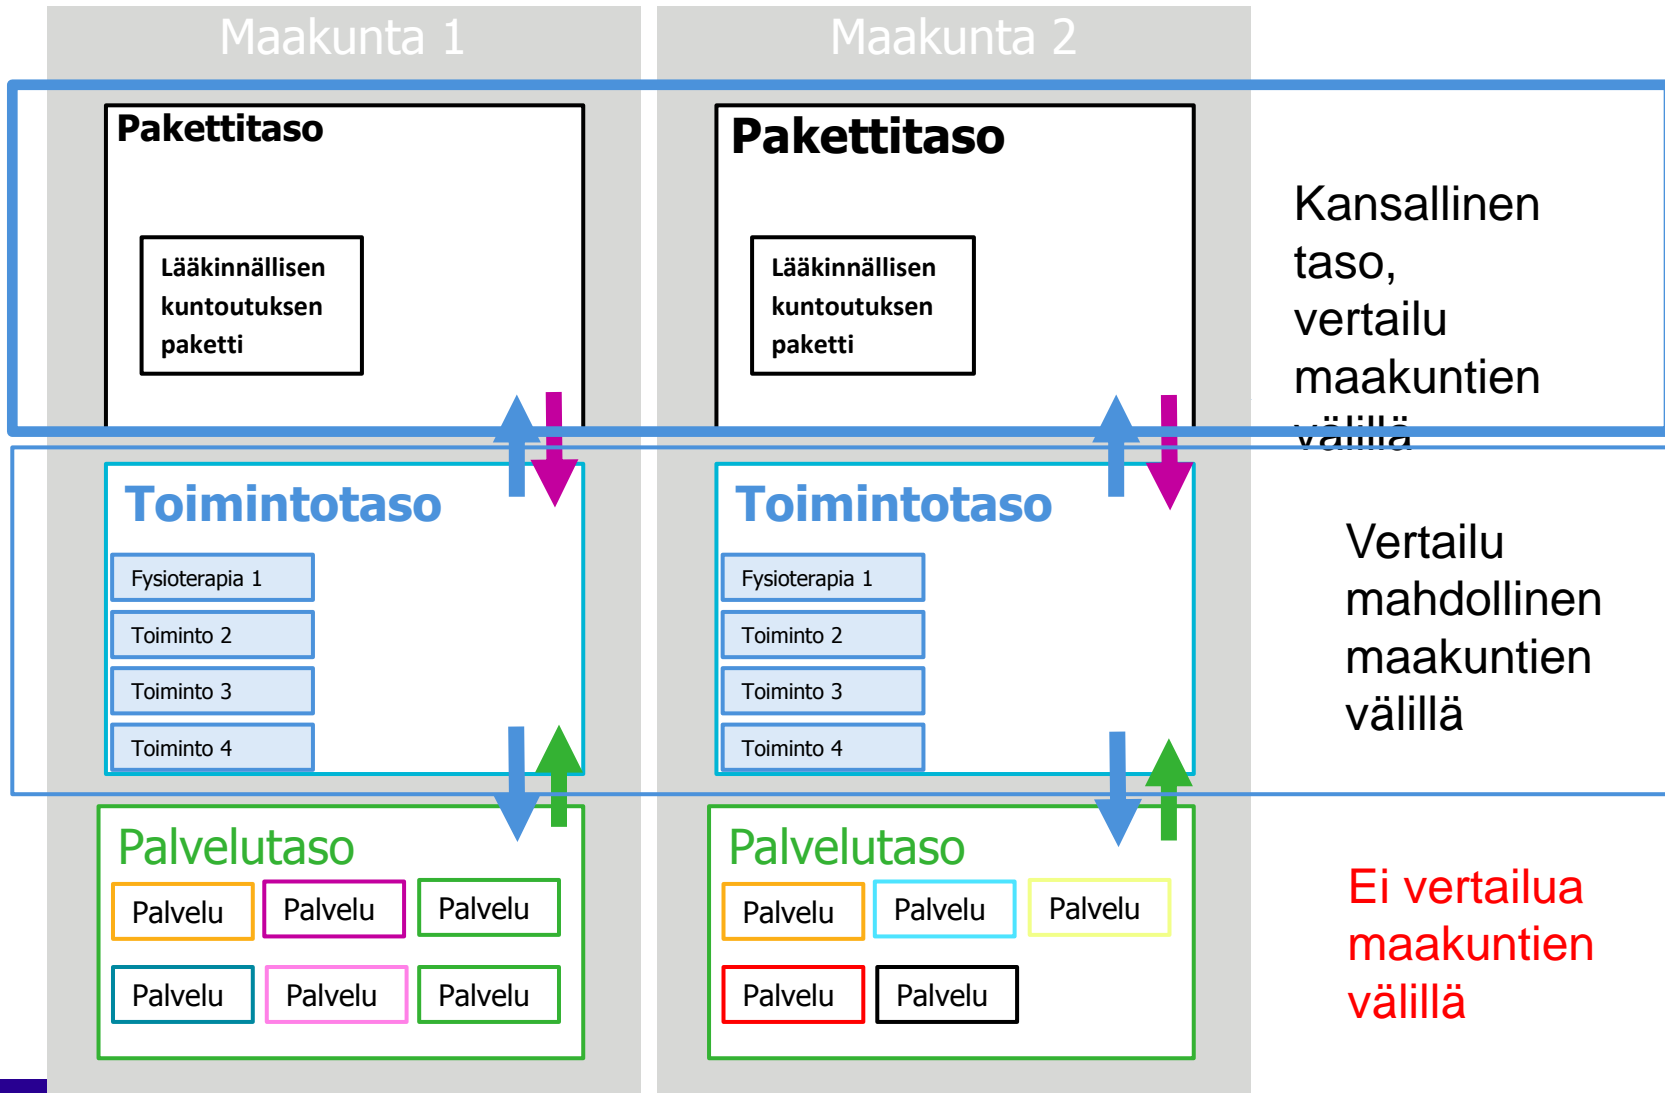 Maakunta 1
Maakunta 2
Pakettitaso
Lääkinnällisen
kuntoutuksen
paketti
Pakettitaso
Lääkinnällisen
kuntoutuksen
paketti
Kansallinen
taso,
vertailu
maakuntien
välillä
Toimintotaso
Fysioterapia 1
Toiminto 2
Toiminto 3
Toiminto 4
Toimintotaso
Fysioterapia 1
Toiminto 2
Toiminto 3
Toiminto 4
Vertailu
mahdollinen
maakuntien
välillä
Palvelutaso
Palvelu Palvelu Palvelu
Palvelu Palvelu Palvelu
Palvelutaso
Palvelu Palvelu Palvelu
Palvelu Palvelu
Ei vertailua
maakuntien
välillä